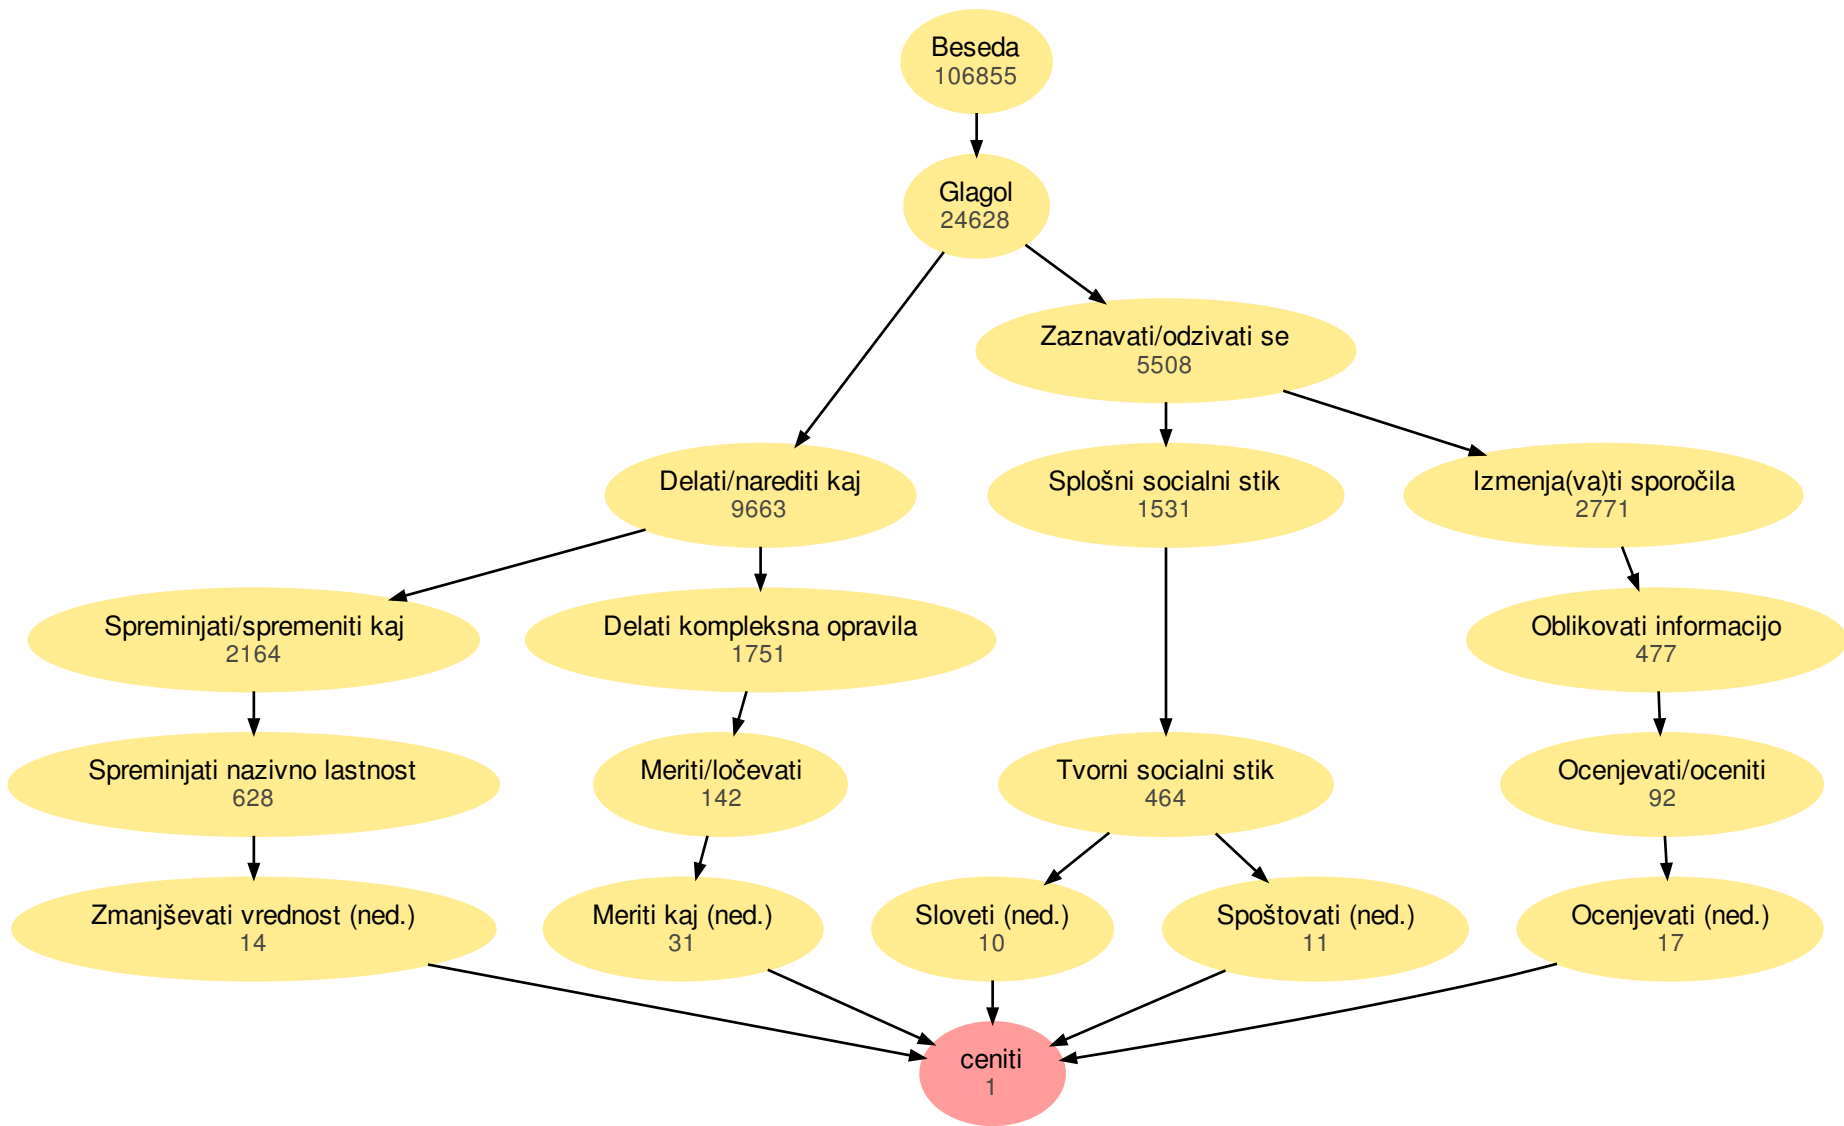 Beseda
106855
Glagol
24628
Zaznavati/odzivati se
5508
Delati/narediti kaj
9663
Splošni socialni stik
1531
Izmenja(va)ti sporočila
2771
Spreminjati/spremeniti kaj
2164
Delati kompleksna opravila
1751
Oblikovati informacijo
477
Spreminjati nazivno lastnost
628
Meriti/ločevati
142
Tvorni socialni stik
464
Ocenjevati/oceniti
92
Zmanjševati vrednost (ned.)
14
Meriti kaj (ned.)
31
Sloveti (ned.)
10
Spoštovati (ned.)
11
Ocenjevati (ned.)
17
ceniti
1